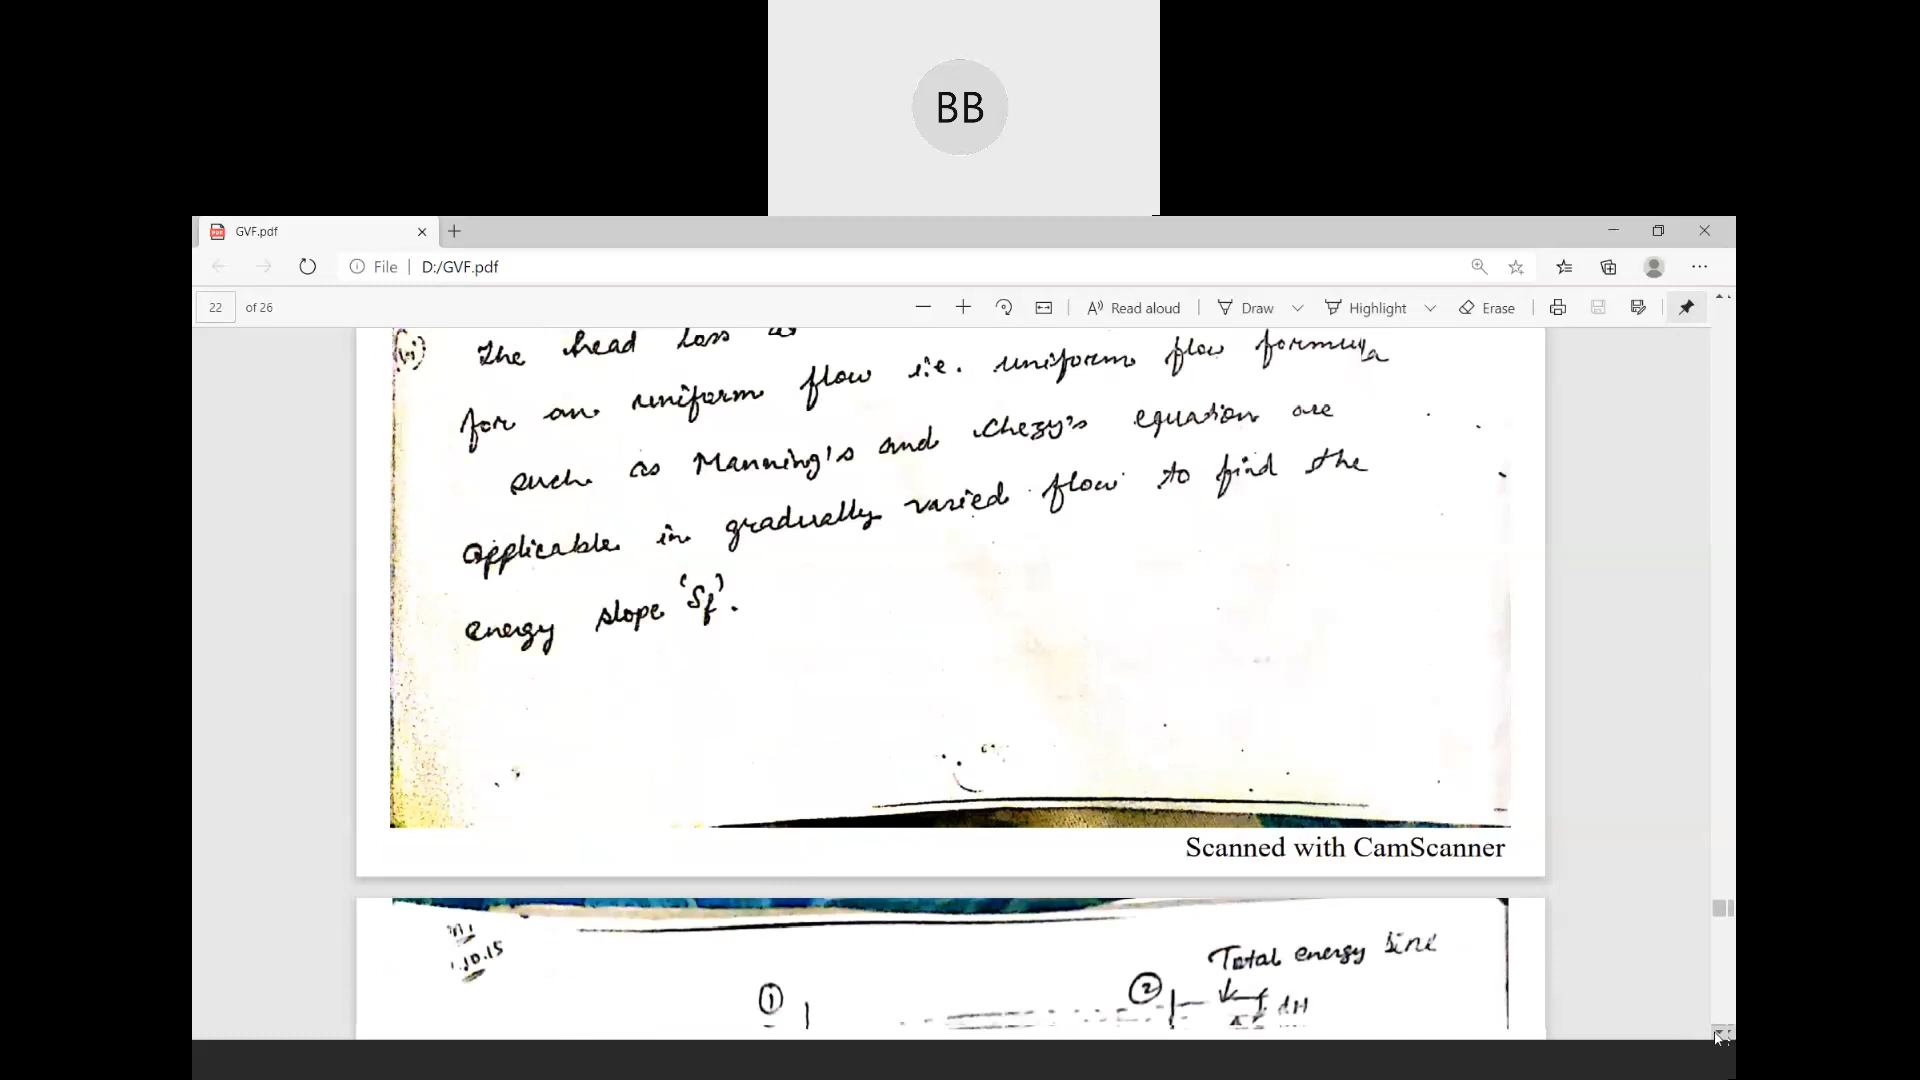 BB
GVF.pdf
File | D:/GVF.pdf
22 of 26
Read aloud
Draw
Highlight
Erase
The head loss
for an uniform flow i.e. uniform flow formula
such as Manning's and Chezy's equation are
applicable in gradually varied flow to find the
energy slope 'Sf'.
Scanned with CamScanner
Total energy line
① ②
dH